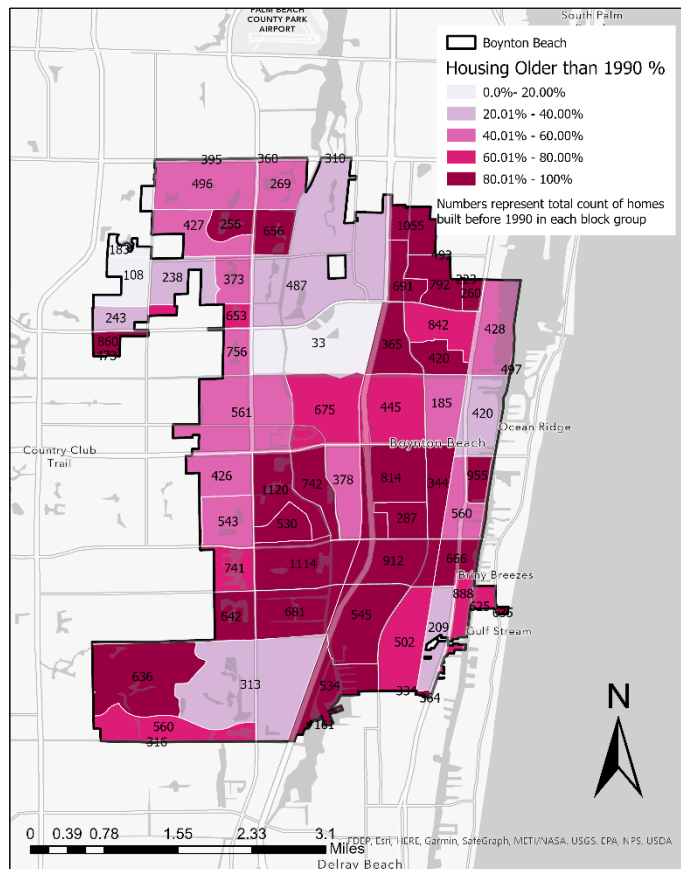 PALM BEACH
COUNTY PARK
AIRPORT
South Palm
Boynton Beach
Housing Older than 1990 %
0.0%- 20.00%
20.01% - 40.00%
40.01% - 60.00%
60.01% - 80.00%
80.01% - 100%
Numbers represent total count of homes
built before 1990 in each block group
395 360 310
496 269
427 256 656 1055
183 492
108 238 373 487 691 792 223
260
243 653 842 428
860 33 365
473 756 420 497
561 675 445 185 420
Ocean Ridge
Country Club
Trail
Boynton Beach
426 1120 742 378 814 344 955
543 530 287 560
741 1114 912 666
Briny Breezes
642 681 545 888
625
209 Gulf Stream
502
636 313 534 334
364
560 161
316
N
0 0.39 0.78 1.55 2.33 3.1
Miles
FDEP, Esri, HERE, Garmin, SafeGraph, METI/NASA, USGS, EPA, NPS, USDA
Delray Beach